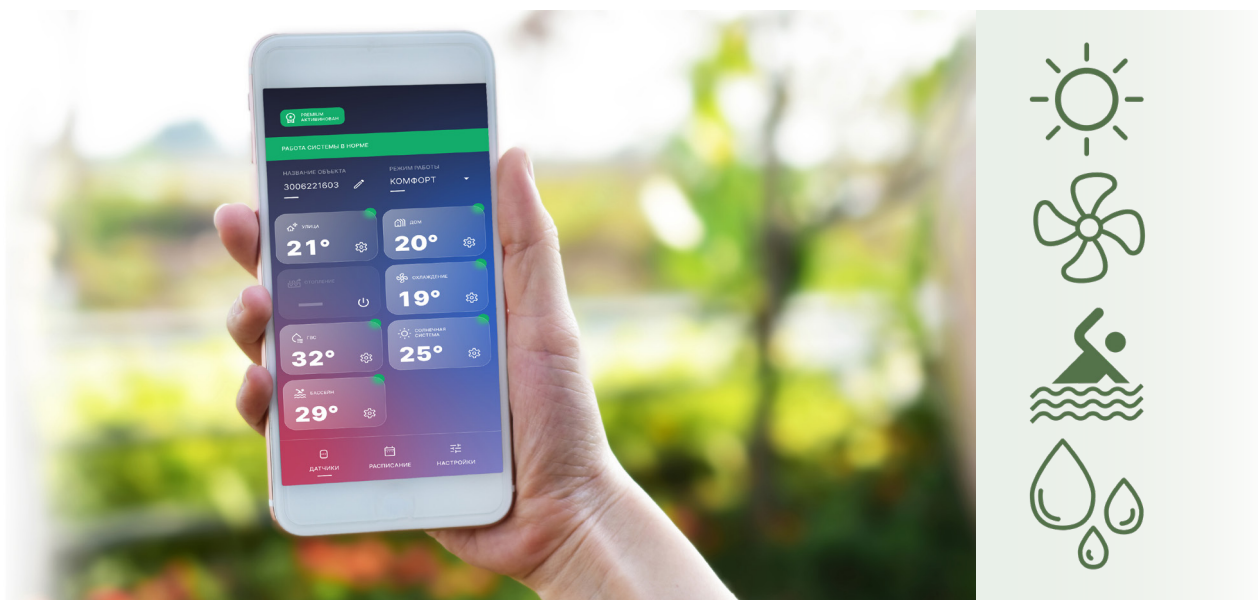 PREMIUM
АКТИВИРОВАН
РАБОТА СИСТЕМЫ В НОРМЕ
НАЗВАНИЕ ОБЪЕКТА
3006221603
РЕЖИМ РАБОТЫ
КОМФОРТ
УЛИЦА
21°
ДОМ
20°
ОХЛАЖДЕНИЕ
19°
ГВС
32°
СОЛНЕЧНАЯ
СИСТЕМА
25°
БАССЕЙН
29°
ДАТЧИКИ
РАСПИСАНИЕ
НАСТРОЙКИ